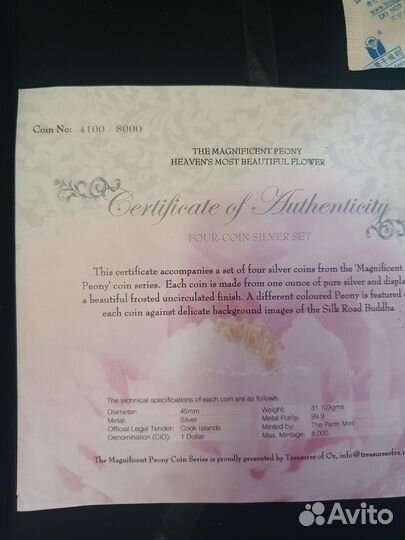 DO NOT
Coin No: 4100 8000
THE MAGNIFICENT PEONY
HEAVEN'S MOST BEAUTIFUL FLOWER
Certificate of Authenticity
FOUR-COIN SILVER SET
This certificate accompanies a set of four silver coins from the 'Magnificent
Peony' coin series. Each coin is made from one ounce of pure silver and displa
a beautiful frosted uncirculated finish. A different coloured Peony is featured
each coin against delicate background images of the Silk Road Buddha.
The technical specifications of each coin are as follows:
Diameter: 45mm Weight: 31.103gms
Metal: Silver Metal Purity: 99.9
Official Legal Tender: Cook Islands Minted by: The Perth Mint
Denomination (CID): 1 Dollar Max. Mintage: 8,000
The Magnificent Peony Coin Series is proudly presented by Treasures of Oz, info@treasuresofoz.
Avito